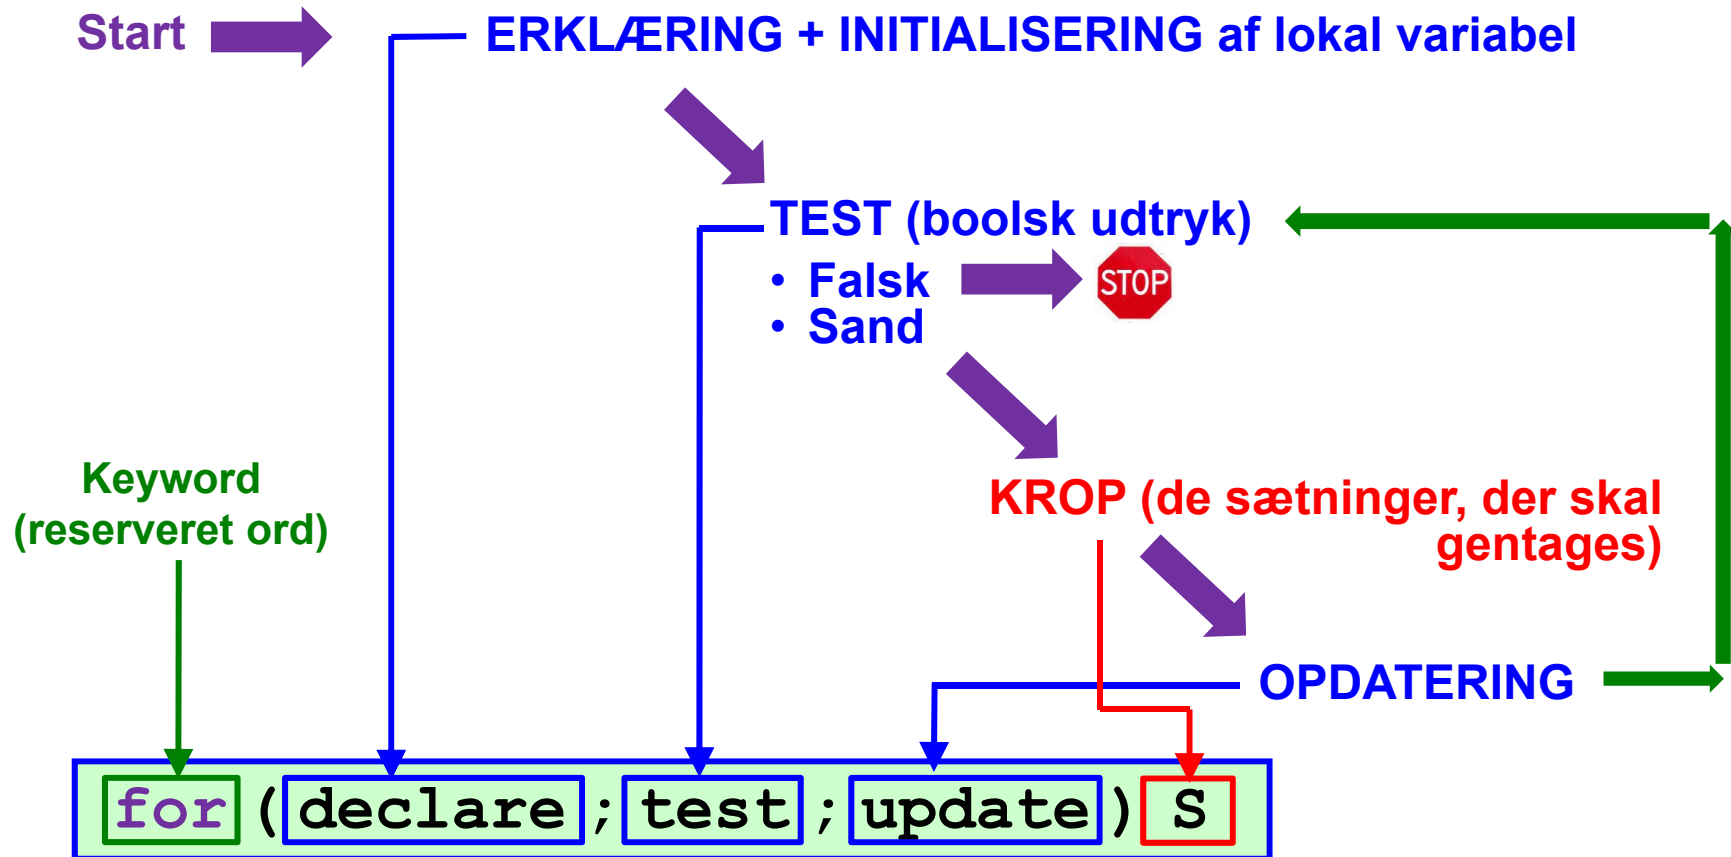 Start
ERKLÆRING + INITIALISERING af lokal variabel
TEST (boolsk udtryk)
• Falsk
STOP
• Sand
Keyword
(reserveret ord)
KROP (de sætninger, der skal
gentages)
OPDATERING
for (declare; test; update) S